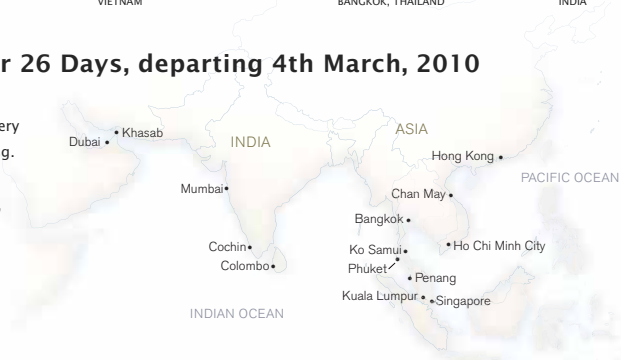 VIETNAM
BANGKOK, THAILAND
INDIA
r 26 Days, departing 4th March, 2010
ery
g.
Khasab
Dubai
INDIA
ASIA
Hong Kong
PACIFIC OCEAN
Mumbai
Chan May
Bangkok
Cochin
Ko Samui
Ho Chi Minh City
Colombo
Phuket
Penang
Kuala Lumpur
Singapore
INDIAN OCEAN